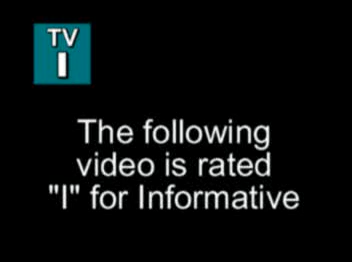 TV
I
The following
video is rated
"I" for Informative